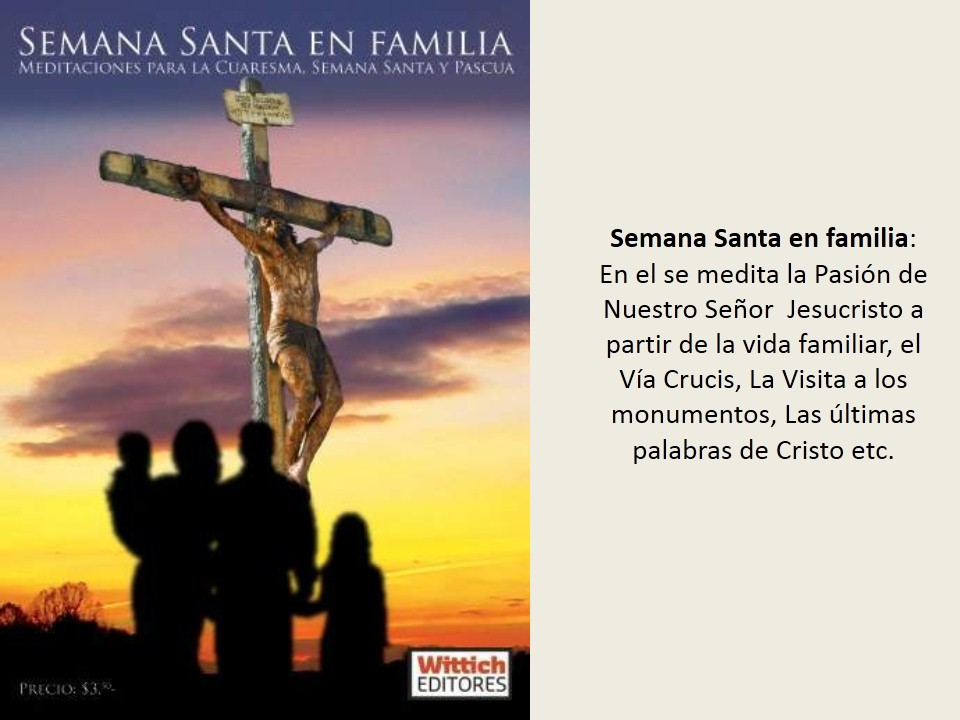 SEMANA SANTA EN FAMILIA
MEDITACIONES PARA LA CUARESMA, SEMANA SANTA Y PASCUA
Semana Santa en familia:
En el se medita la Pasión de
Nuestro Señor Jesucristo a
partir de la vida familiar, el
Vía Crucis, La Visita a los
monumentos, Las últimas
palabras de Cristo etc.
Wittich
EDITORES
PRECIO: $3.50-